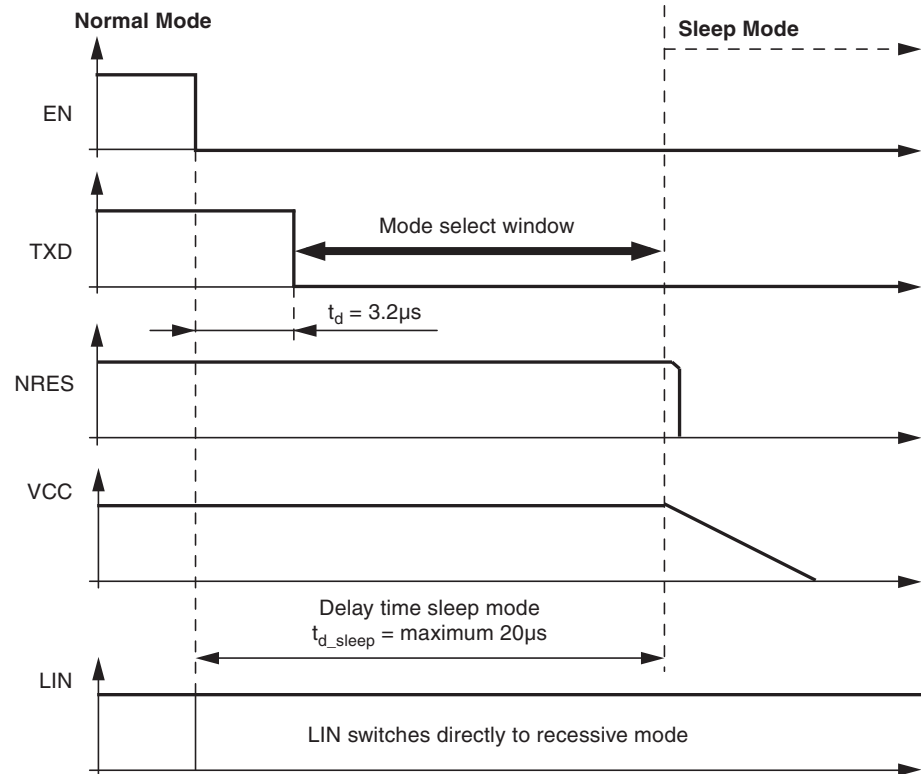 Normal Mode
Sleep Mode
EN
TXD
Mode select window
t_d = 3.2µs
NRES
VCC
Delay time sleep mode
t_d_sleep = maximum 20µs
LIN
LIN switches directly to recessive mode